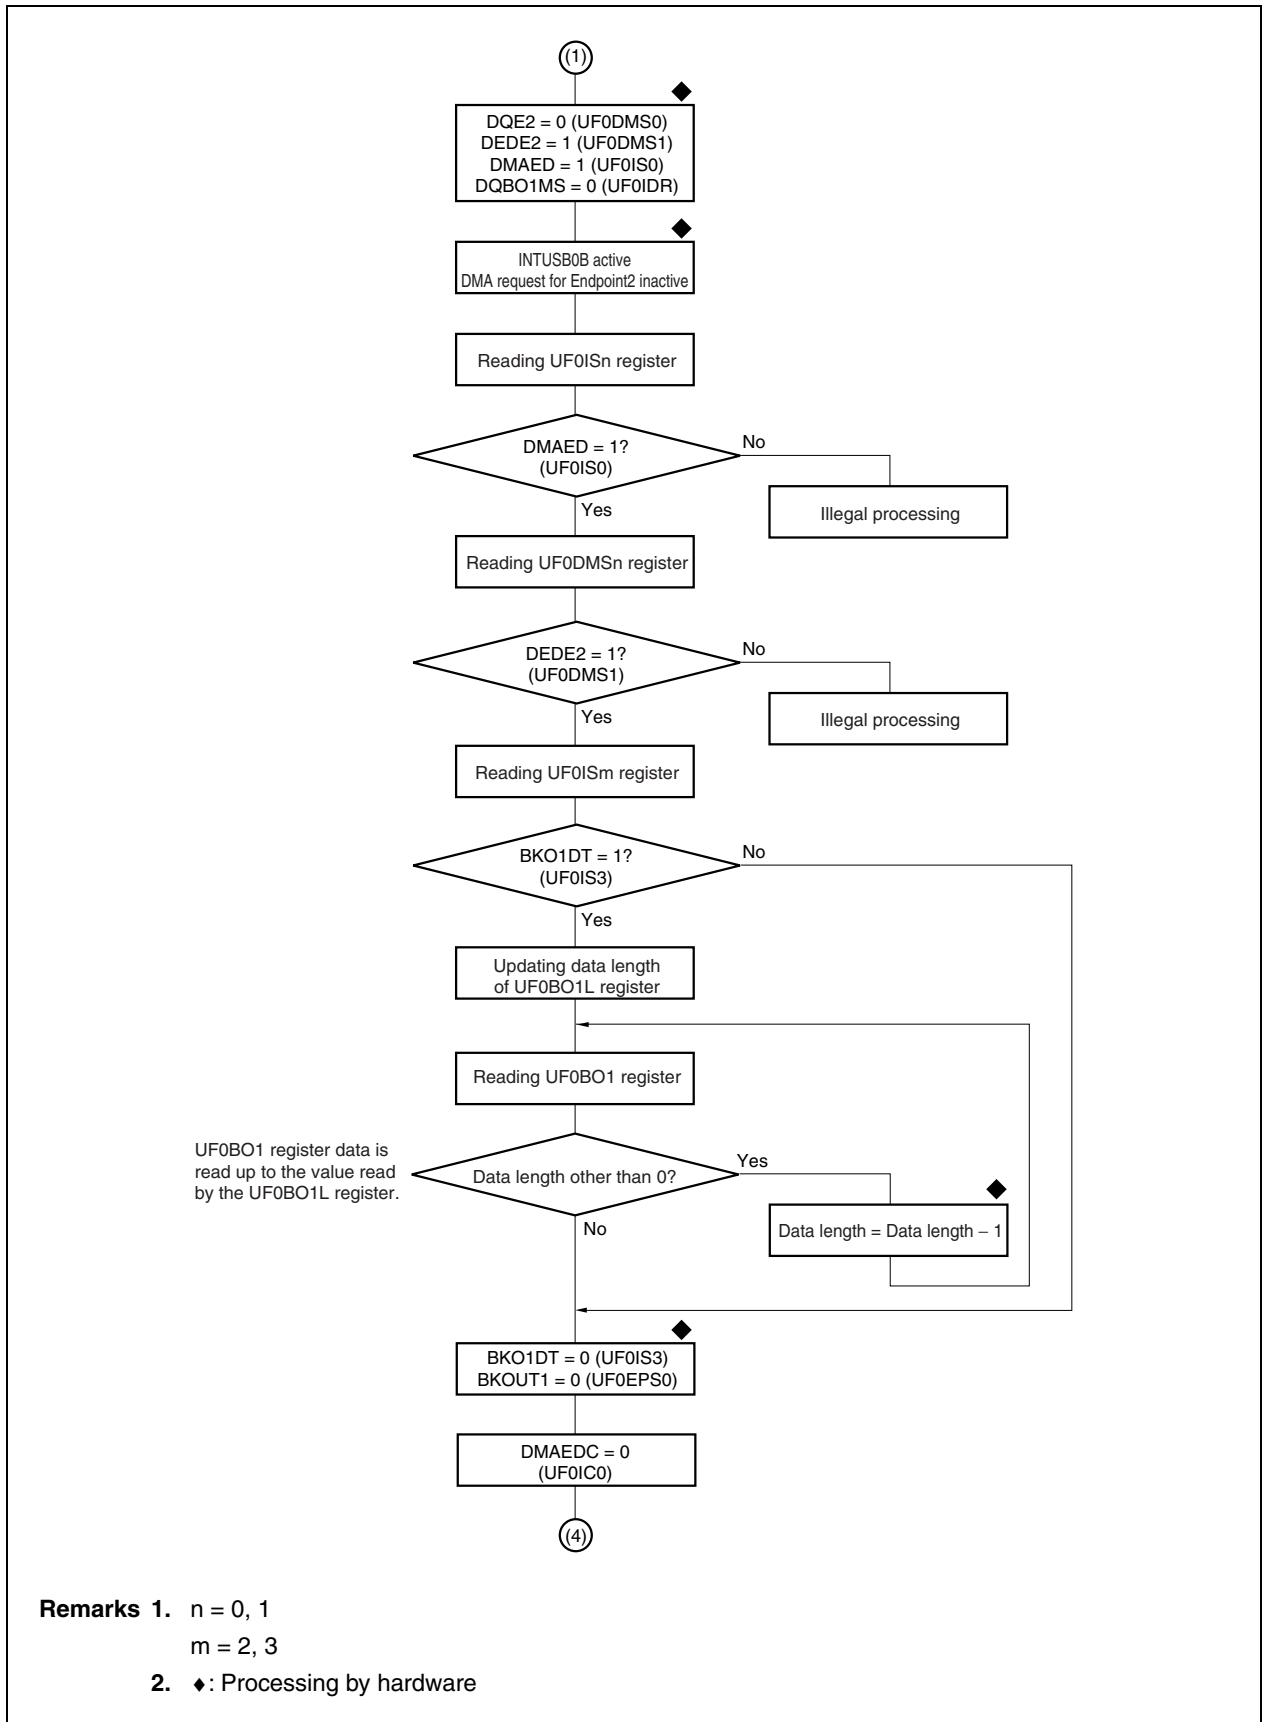 (1)
◆
DQE2 = 0 (UF0DMS0)
DEDE2 = 1 (UF0DMS1)
DMAED = 1 (UF0IS0)
DQBO1MS = 0 (UF0IDR)
◆
INTUSB0B active
DMA request for Endpoint2 inactive
Reading UF0ISn register
DMAED = 1?
(UF0IS0)
No
Illegal processing
Yes
Reading UF0DMSn register
DEDE2 = 1?
(UF0DMS1)
No
Illegal processing
Yes
Reading UF0ISm register
BKO1DT = 1?
(UF0IS3)
No
Yes
Updating data length
of UF0BO1L register
Reading UF0BO1 register
UF0BO1 register data is
read up to the value read
by the UF0BO1L register.
Data length other than 0?
Yes
◆
Data length = Data length − 1
No
◆
BKO1DT = 0 (UF0IS3)
BKOUT1 = 0 (UF0EPS0)
DMAEDC = 0
(UF0IC0)
(4)
Remarks 1. n = 0, 1
m = 2, 3
2. ♦: Processing by hardware